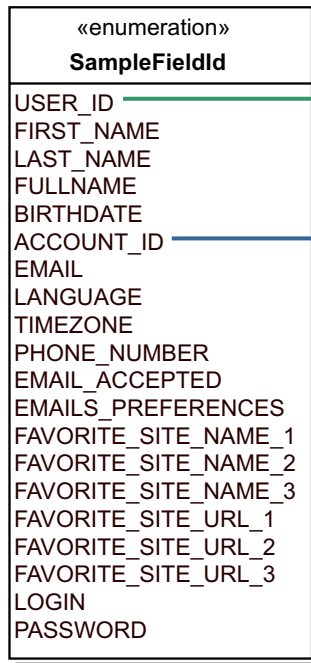 «enumeration»
SampleFieldId
USER_ID
FIRST_NAME
LAST_NAME
FULLNAME
BIRTHDATE
ACCOUNT_ID
EMAIL
LANGUAGE
TIMEZONE
PHONE_NUMBER
EMAIL_ACCEPTED
EMAILS_PREFERENCES
FAVORITE_SITE_NAME_1
FAVORITE_SITE_NAME_2
FAVORITE_SITE_NAME_3
FAVORITE_SITE_URL_1
FAVORITE_SITE_URL_2
FAVORITE_SITE_URL_3
LOGIN
PASSWORD